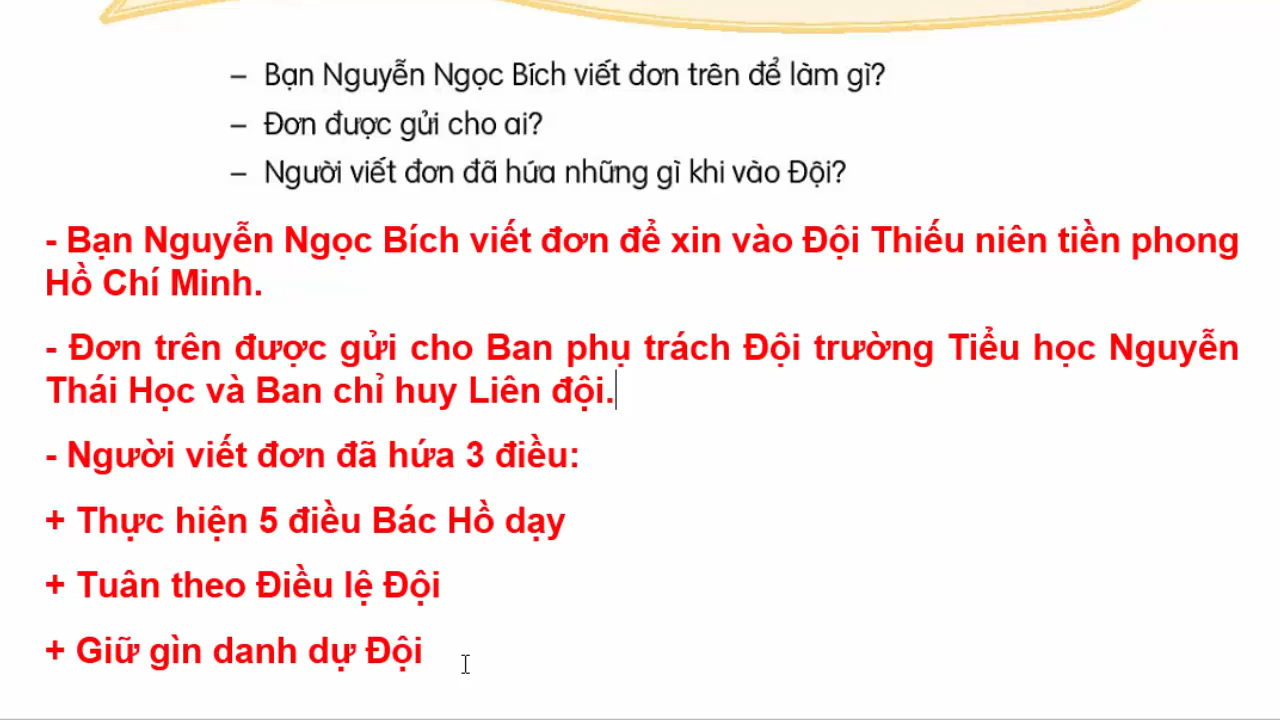 – Bạn Nguyễn Ngọc Bích viết đơn trên để làm gì?
– Đơn được gửi cho ai?
– Người viết đơn đã hứa những gì khi vào Đội?
- Bạn Nguyễn Ngọc Bích viết đơn để xin vào Đội Thiếu niên tiền phong
Hồ Chí Minh.
- Đơn trên được gửi cho Ban phụ trách Đội trường Tiểu học Nguyễn
Thái Học và Ban chỉ huy Liên đội.
- Người viết đơn đã hứa 3 điều:
+ Thực hiện 5 điều Bác Hồ dạy
+ Tuân theo Điều lệ Đội
+ Giữ gìn danh dự Đội